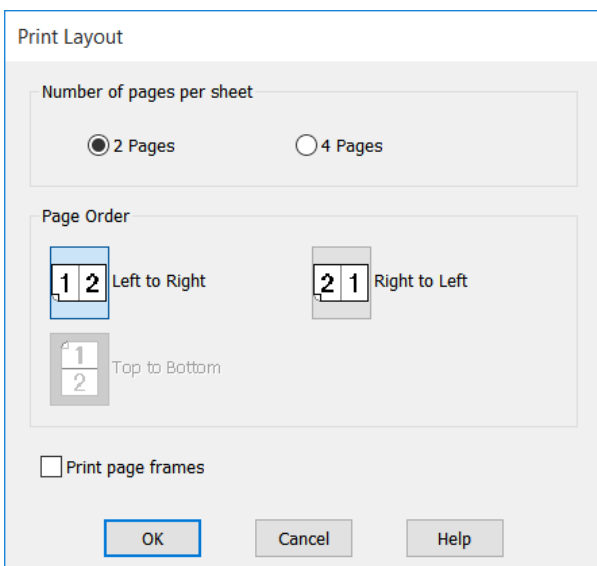 Print Layout
Number of pages per sheet
2 Pages 4 Pages
Page Order
1 2 Left to Right 2 1 Right to Left
1
2 Top to Bottom
Print page frames
OK Cancel Help